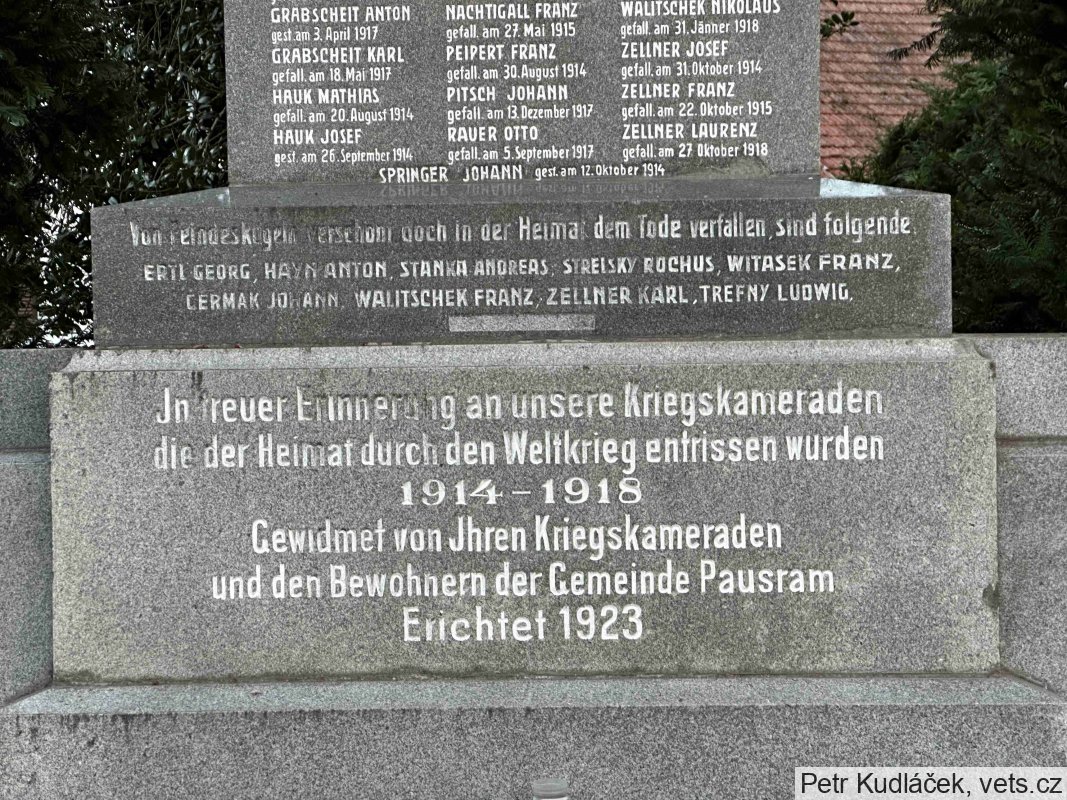 GRABSCHEIT ANTON NACHTIGALL FRANZ WALITSCHEK NIKOLAUS
gest. am 3. April 1917 gefall. am 27. Mai 1915 gefall. am 31. Jänner 1918
GRABSCHEIT KARL PEIPERT FRANZ ZELLNER JOSEF
gefall. am 18. Mai 1917 gefall. am 30. August 1914 gefall. am 31. Oktober 1914
HAUK MATHIAS PITSCH JOHANN ZELLNER FRANZ
gefall. am 20. August 1914 gefall. am 13. Dezember 1917 gefall. am 22. Oktober 1915
HAUK JOSEF RAUER OTTO ZELLNER LAURENZ
gest. am 26. September 1914 gefall. am 5. September 1917 gefall. am 27. Oktober 1918
SPRINGER JOHANN gest. am 12. Oktober 1914
Von Feindeskugeln verschont doch in der Heimat dem Tode verfallen, sind folgende:
ERTL GEORG, HAYN ANTON, STANKA ANDREAS, STRELSKY ROCHUS, WITASEK FRANZ,
CERMAK JOHANN, WALITSCHEK FRANZ, ZELLNER KARL, TREFNY LUDWIG.
Jn treuer Erinnerung an unsere Kriegskameraden
die der Heimat durch den Weltkrieg entrissen wurden
1914 - 1918
Gewidmet von Jhren Kriegskameraden
und den Bewohnern der Gemeinde Pausram
Errichtet 1923
Petr Kudláček, vets.cz